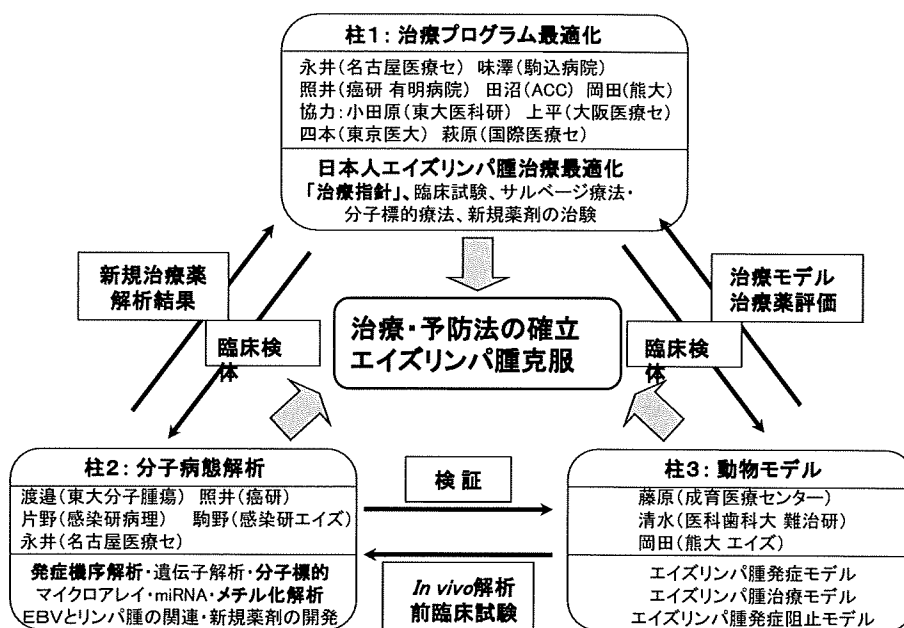 柱1：治療プログラム最適化
永井（名古屋医療セ） 味澤（駒込病院）
照井（癌研 有明病院） 田沼（ACC） 岡田（熊大）
協力：小田原（東大医科研） 上平（大阪医療セ）
四本（東京医大） 萩原（国際医療セ）
日本人エイズリンパ腫治療最適化
「治療指針」、臨床試験、サルベージ療法・
分子標的療法、新規薬剤の治験
新規治療薬
解析結果
臨床検
体
治療・予防法の確立
エイズリンパ腫克服
治療モデル
治療薬評価
臨床検
体
柱2：分子病態解析
渡邉（東大分子腫瘍） 照井（癌研）
片野（感染研病理） 駒野（感染研エイズ）
永井（名古屋医療セ）
発症機序解析・遺伝子解析・分子標的
マイクロアレイ・miRNA・メチル化解析
EBVとリンパ腫の関連・新規薬剤の開発
検証
In vivo解析
前臨床試験
柱3：動物モデル
藤原（成育医療センター）
清水（医科歯科大 難治研）
岡田（熊大 エイズ）
エイズリンパ腫発症モデル
エイズリンパ腫治療モデル
エイズリンパ腫発症阻止モデル